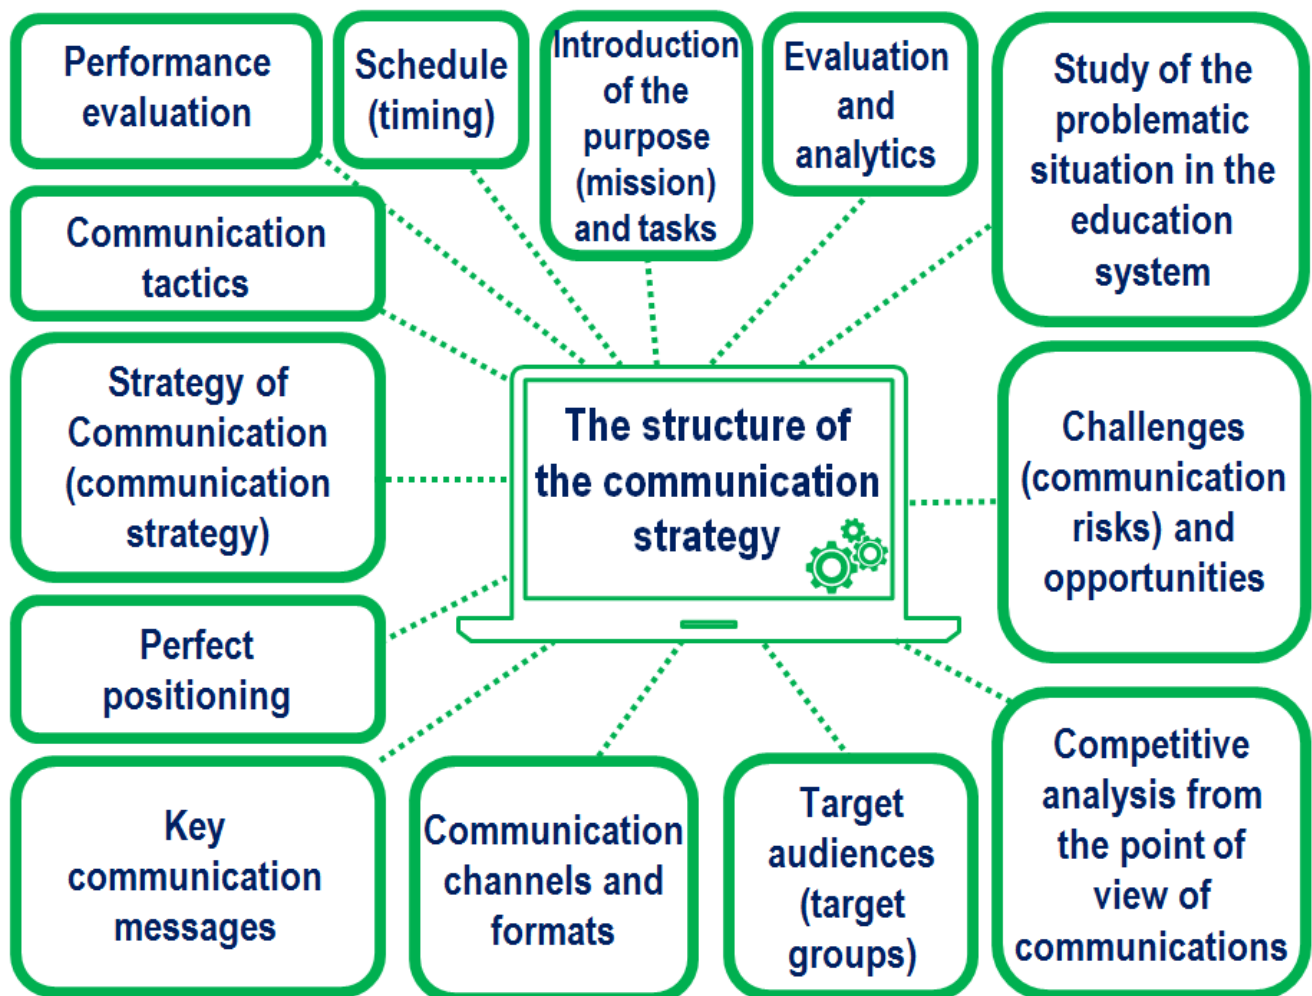 Performance
evaluation
Schedule
(timing)
Introduction
of the
purpose
(mission)
and tasks
Evaluation
and
analytics
Study of the
problematic
situation in the
education
system
Communication
tactics
Strategy of
Communication
(communication
strategy)
The structure of
the communication
strategy
Challenges
(communication
risks) and
opportunities
Perfect
positioning
Key
communication
messages
Communication
channels and
formats
Target
audiences
(target
groups)
Competitive
analysis from
the point of
view of
communications